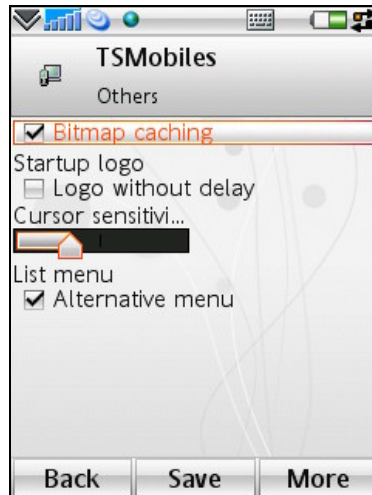 TSMobiles
Others
Bitmap caching
Startup logo
Logo without delay
Cursor sensitivi...
List menu
Alternative menu
Back Save More